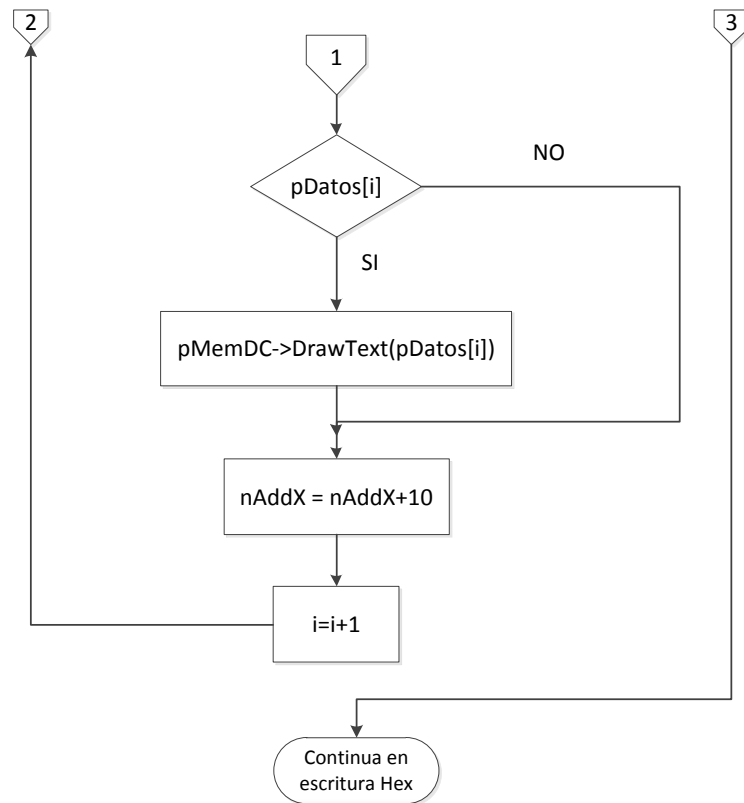 2
3
1
NO
pDatos[i]
SI
pMemDC->DrawText(pDatos[i])
nAddX = nAddX+10
i=i+1
Continua en
escritura Hex